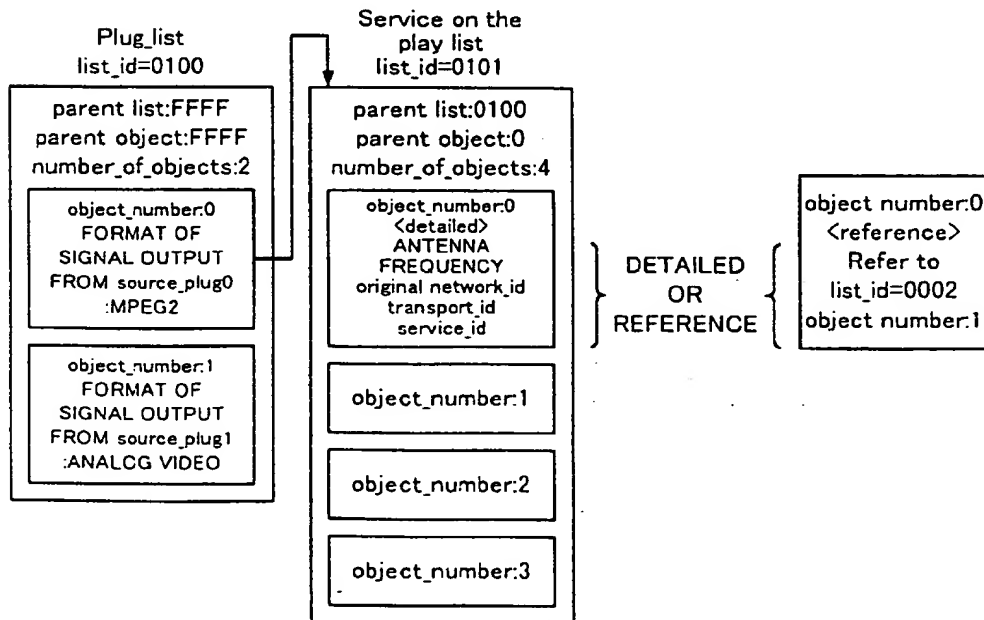 Plug_list
list_id=0100
parent list:FFFF
parent object:FFFF
number_of_objects:2
object_number:0
FORMAT OF
SIGNAL OUTPUT
FROM source_plug0
:MPEG2
object_number:1
FORMAT OF
SIGNAL OUTPUT
FROM source_plug1
:ANALCG VIDEO
Service on the
play list
list_id=0101
parent list:0100
parent object:0
number_of_objects:4
object_number:0
<detailed>
ANTENNA
FREQUENCY
original network_id
transport_id
service_id
object_number:1
object_number:2
object_number:3
DETAILED
OR
REFERENCE
object number:0
<reference>
Refer to
list_id=0002
object number:1